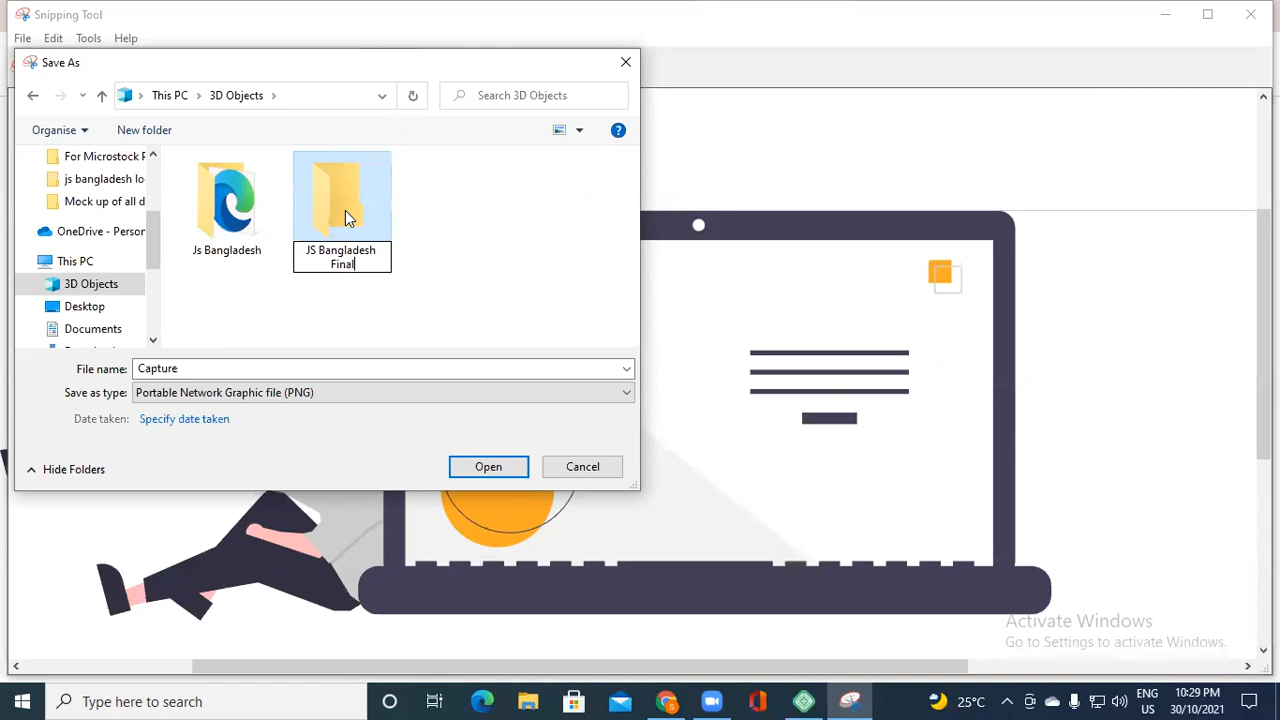 Snipping Tool
File Edit Tools Help
Save As
This PC 3D Objects
Search 3D Objects
Organise New folder
For Microstock
js bangladesh lo
Mock up of all d
OneDrive - Person
This PC
3D Objects
Desktop
Documents
Js Bangladesh
JS Bangladesh
Final
File name: Capture
Save as type: Portable Network Graphic file (PNG)
Date taken: Specify date taken
Hide Folders
Open Cancel
Activate Windows
Go to Settings to activate Windows.
Type here to search
25°C
ENG
US
10:29 PM
30/10/2021